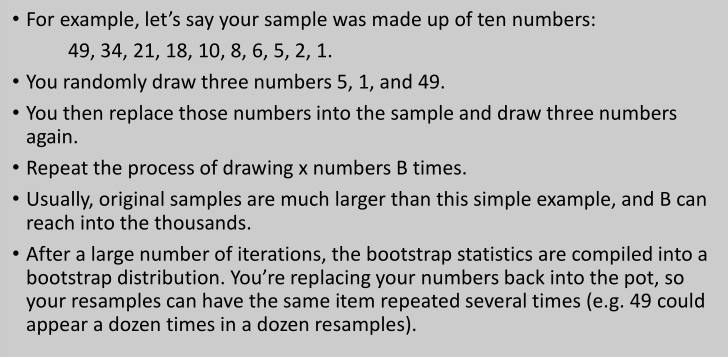 • For example, let’s say your sample was made up of ten numbers:
49, 34, 21, 18, 10, 8, 6, 5, 2, 1.
• You randomly draw three numbers 5, 1, and 49.
• You then replace those numbers into the sample and draw three numbers
again.
• Repeat the process of drawing x numbers B times.
• Usually, original samples are much larger than this simple example, and B can
reach into the thousands.
• After a large number of iterations, the bootstrap statistics are compiled into a
bootstrap distribution. You’re replacing your numbers back into the pot, so
your resamples can have the same item repeated several times (e.g. 49 could
appear a dozen times in a dozen resamples).